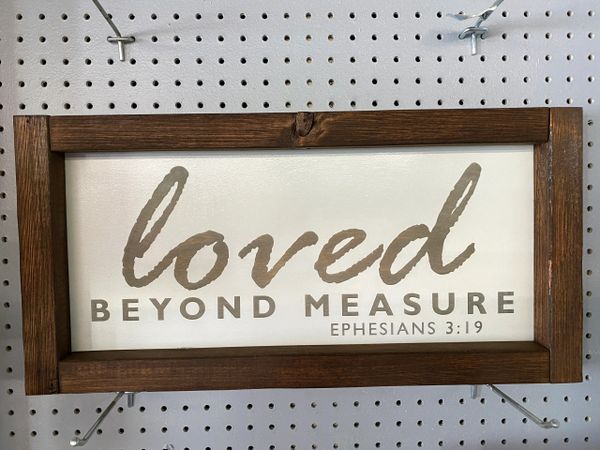 loved
BEYOND MEASURE
EPHESIANS 3:19